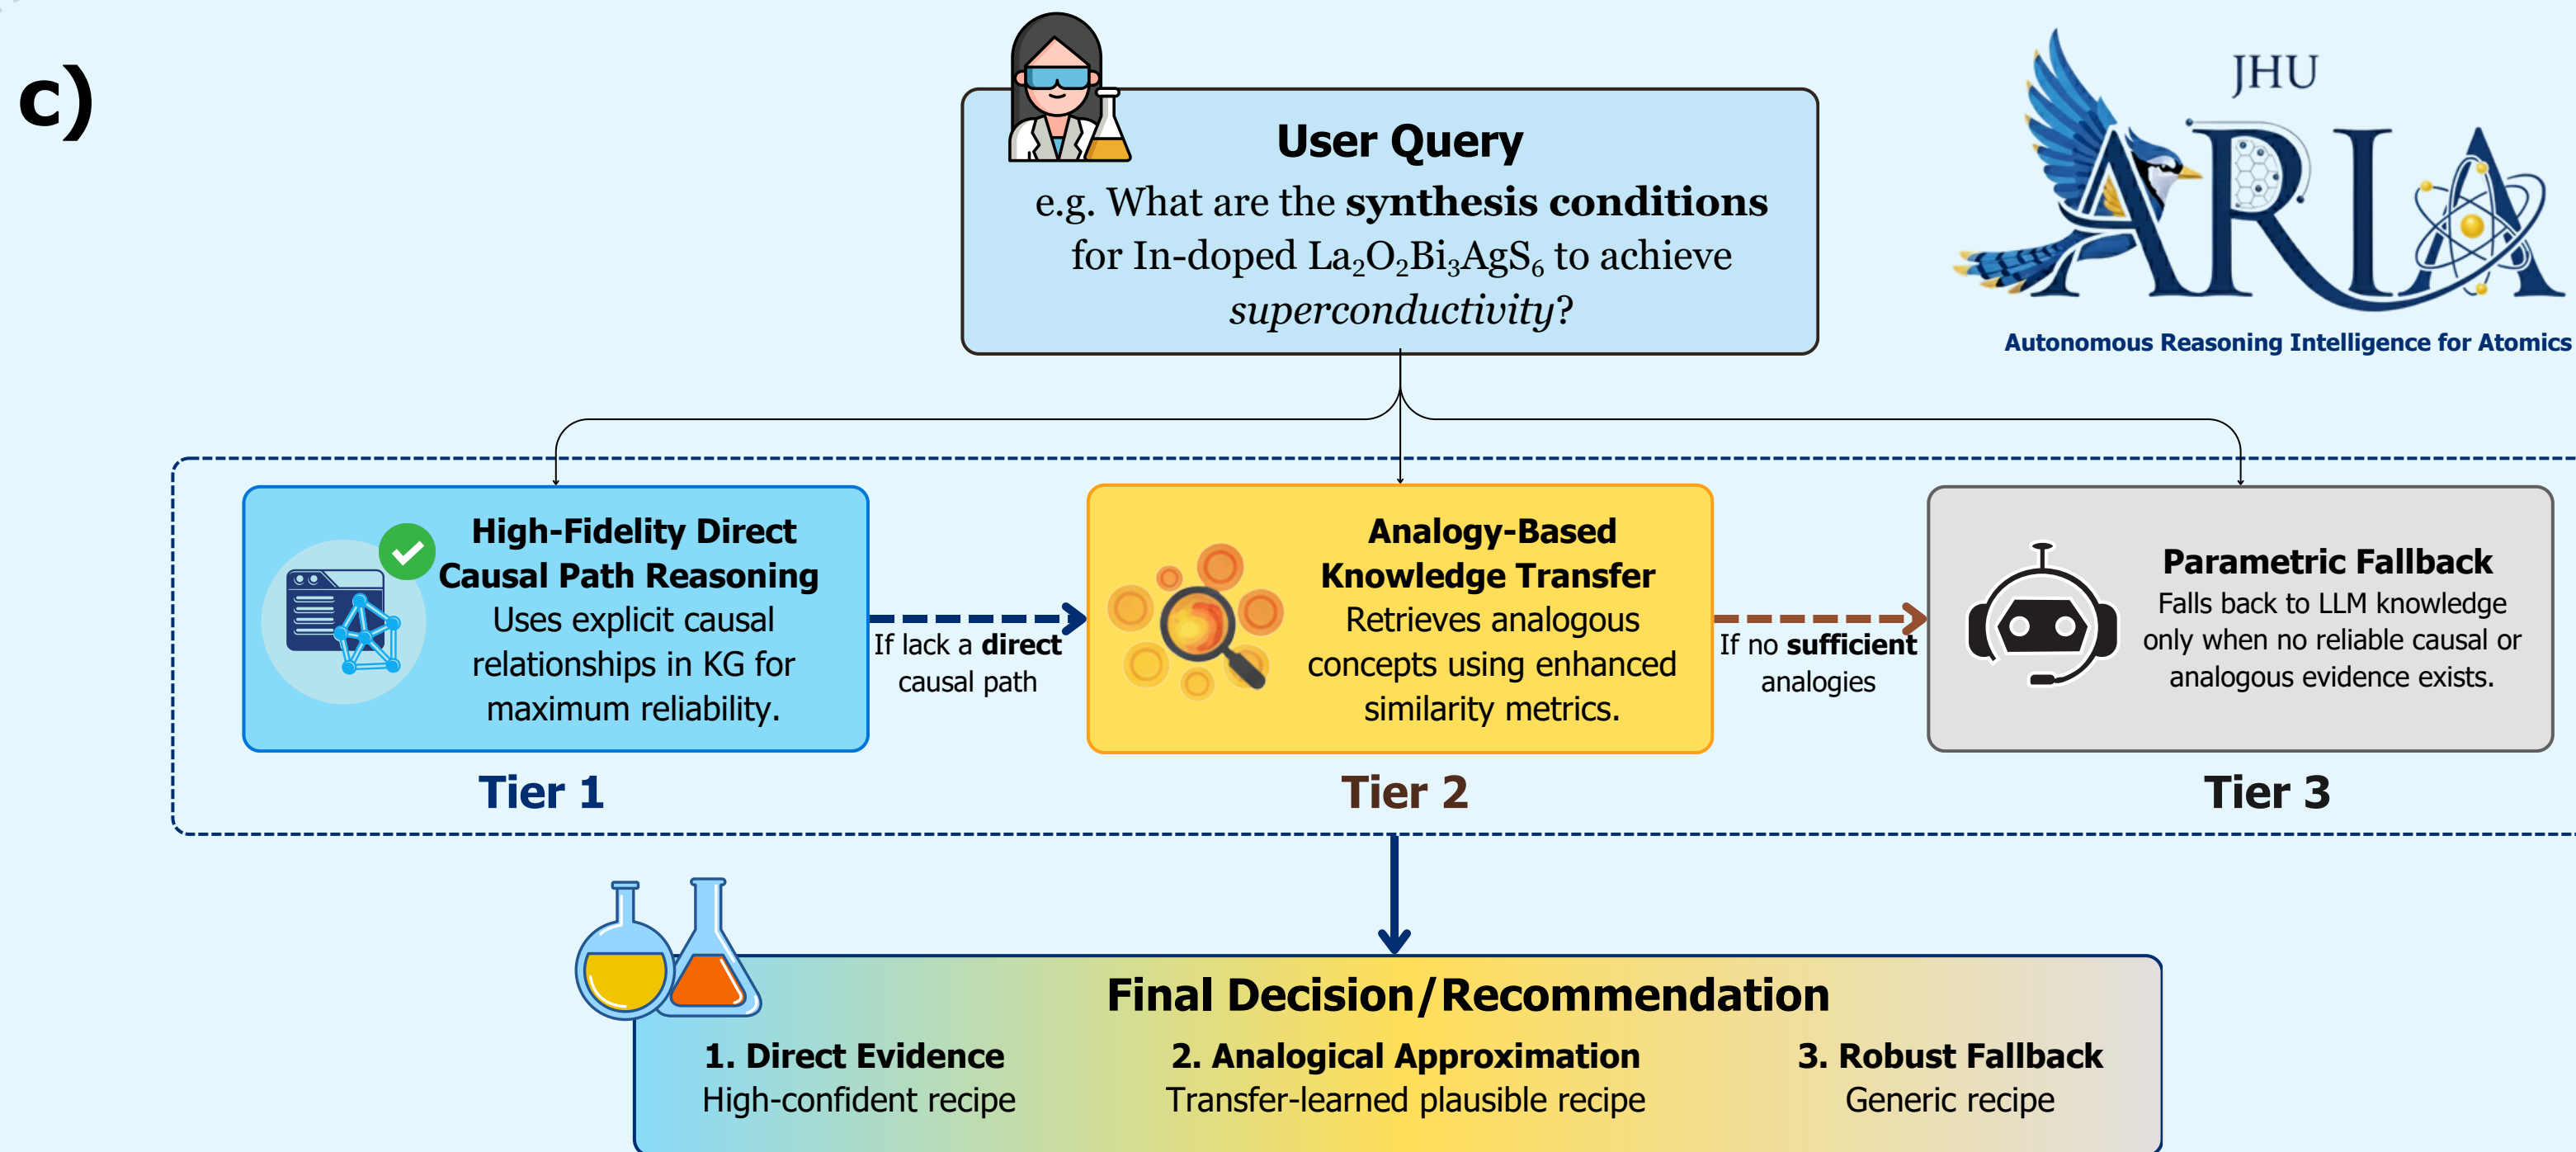 c)
User Query
e.g. What are the synthesis conditions
for In-doped La₂O₂Bi₃AgS₆ to achieve
superconductivity?
JHU
ARIA
Autonomous Reasoning Intelligence for Atomics
High-Fidelity Direct
Causal Path Reasoning
Uses explicit causal
relationships in KG for
maximum reliability.
Tier 1
If lack a direct
causal path
Analogy-Based
Knowledge Transfer
Retrieves analogous
concepts using enhanced
similarity metrics.
Tier 2
If no sufficient
analogies
Parametric Fallback
Falls back to LLM knowledge
only when no reliable causal or
analogous evidence exists.
Tier 3
Final Decision/Recommendation
1. Direct Evidence
High-confident recipe
2. Analogical Approximation
Transfer-learned plausible recipe
3. Robust Fallback
Generic recipe